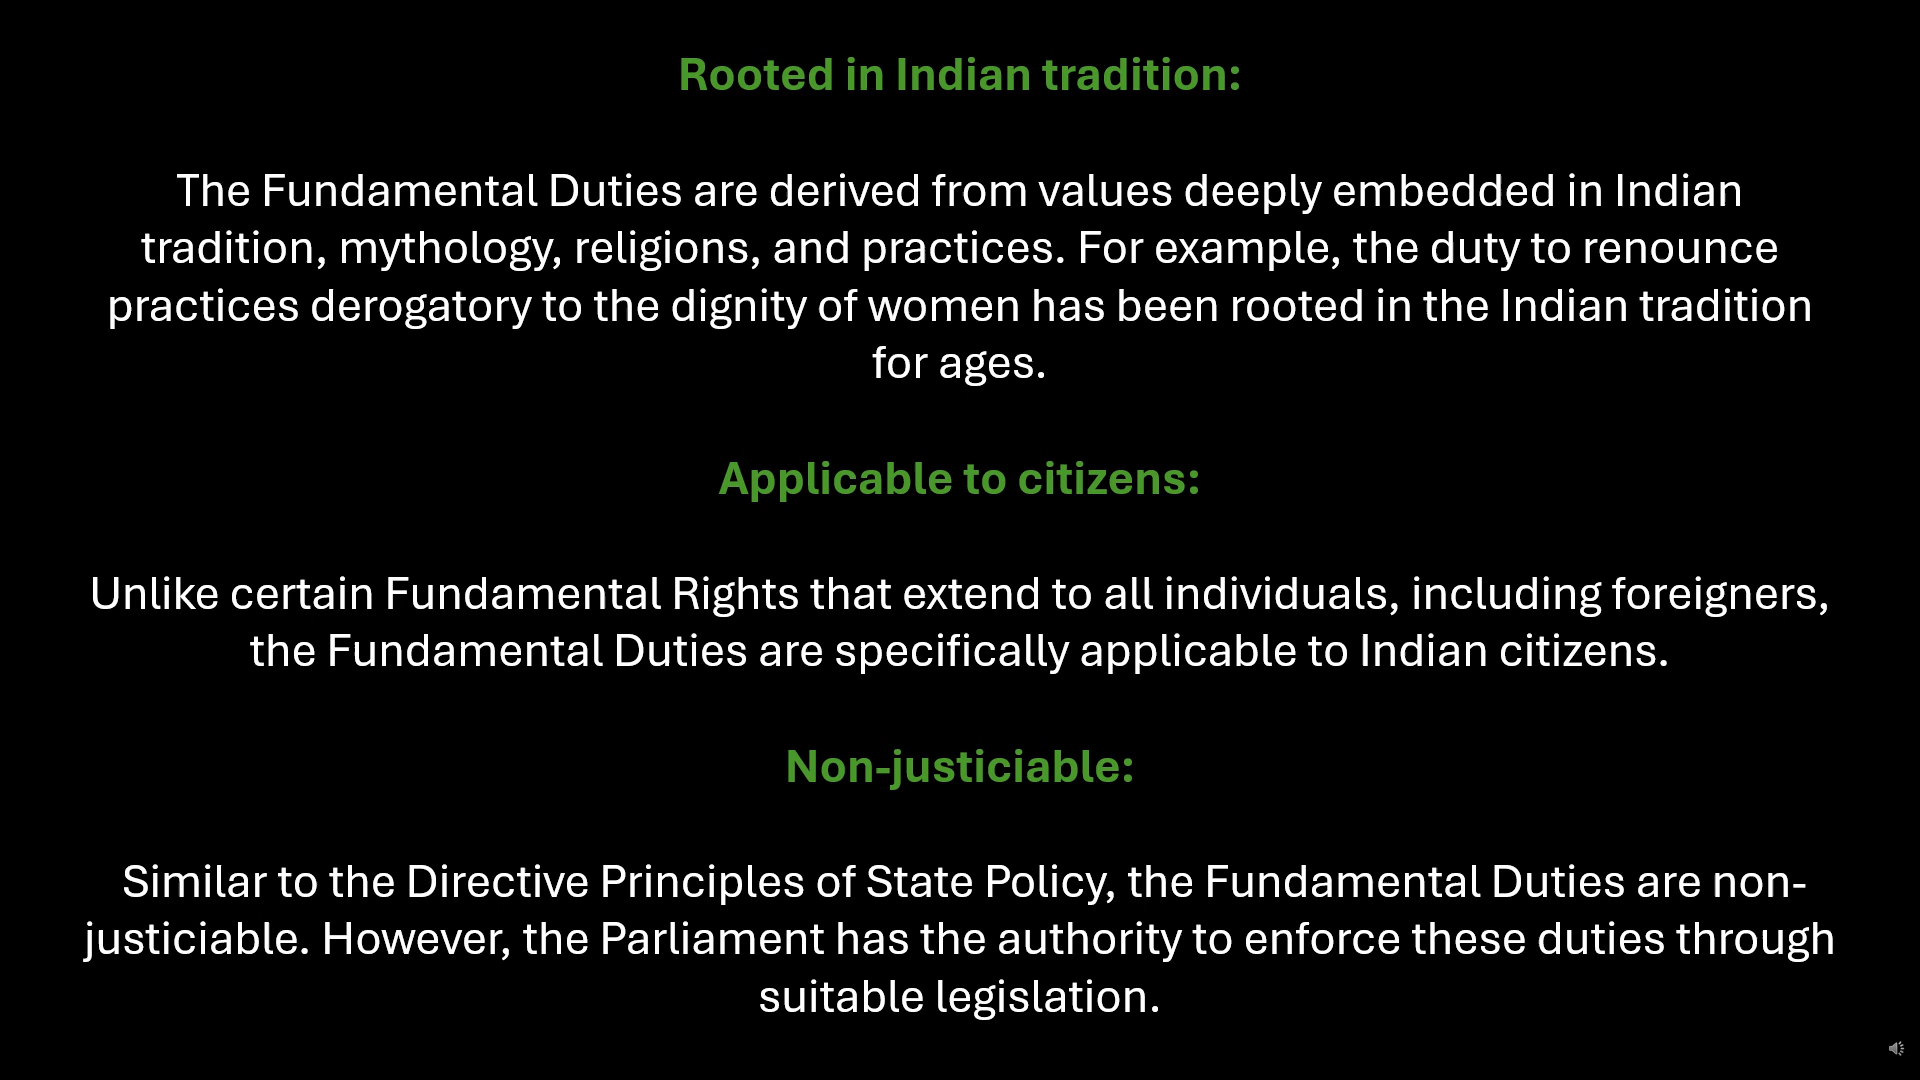 Rooted in Indian tradition:
The Fundamental Duties are derived from values deeply embedded in Indian
tradition, mythology, religions, and practices. For example, the duty to renounce
practices derogatory to the dignity of women has been rooted in the Indian tradition
for ages.
Applicable to citizens:
Unlike certain Fundamental Rights that extend to all individuals, including foreigners,
the Fundamental Duties are specifically applicable to Indian citizens.
Non-justiciable:
Similar to the Directive Principles of State Policy, the Fundamental Duties are non-
justiciable. However, the Parliament has the authority to enforce these duties through
suitable legislation.